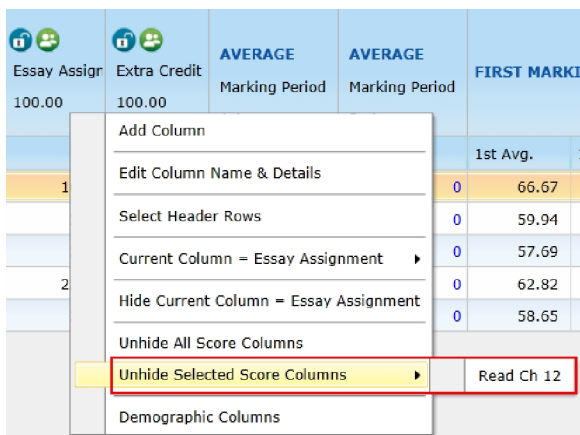 Essay Assign Extra Credit AVERAGE AVERAGE FIRST MARKI
100.00 100.00 Marking Period Marking Period
1st Avg.
Add Column
Edit Column Name & Details
1 0 66.67
Select Header Rows
0 59.94
Current Column = Essay Assignment
0 57.69
2 0 62.82
Hide Current Column = Essay Assignment
0 58.65
Unhide All Score Columns
Unhide Selected Score Columns Read Ch 12
Demographic Columns